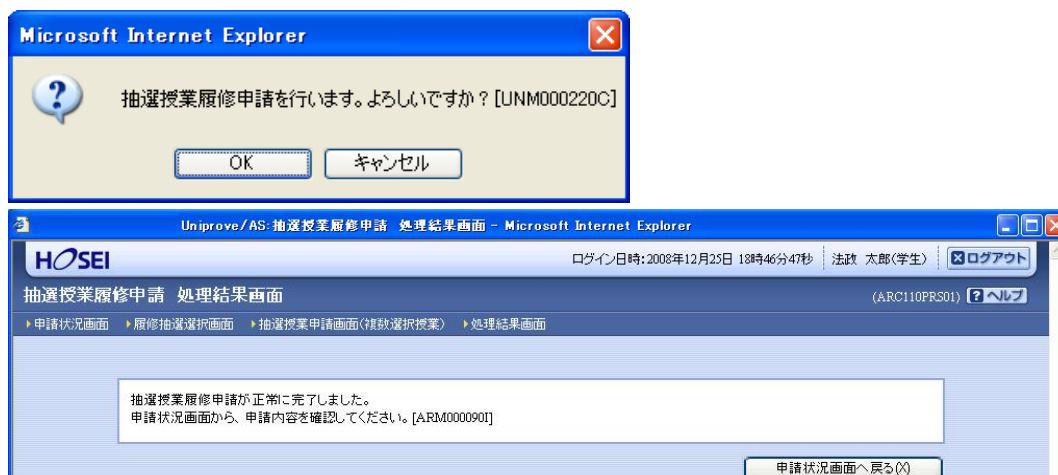 Microsoft Internet Explorer
抽選授業履修申請を行います。よろしいですか？[UNM000220C]
OK キャンセル
Uniprove/AS:抽選授業履修申請 処理結果画面 - Microsoft Internet Explorer
HOSEI ログイン日時:2008年12月25日 18時46分47秒 法政 太郎(学生) ログアウト
抽選授業履修申請 処理結果画面 (ARC110PRS01) ? ヘルプ
申請状況画面 履修抽選選択画面 抽選授業申請画面(複数選択授業) 処理結果画面
抽選授業履修申請が正常に完了しました。
申請状況画面から、申請内容を確認してください。[ARM000090I]
申請状況画面へ戻る(X)